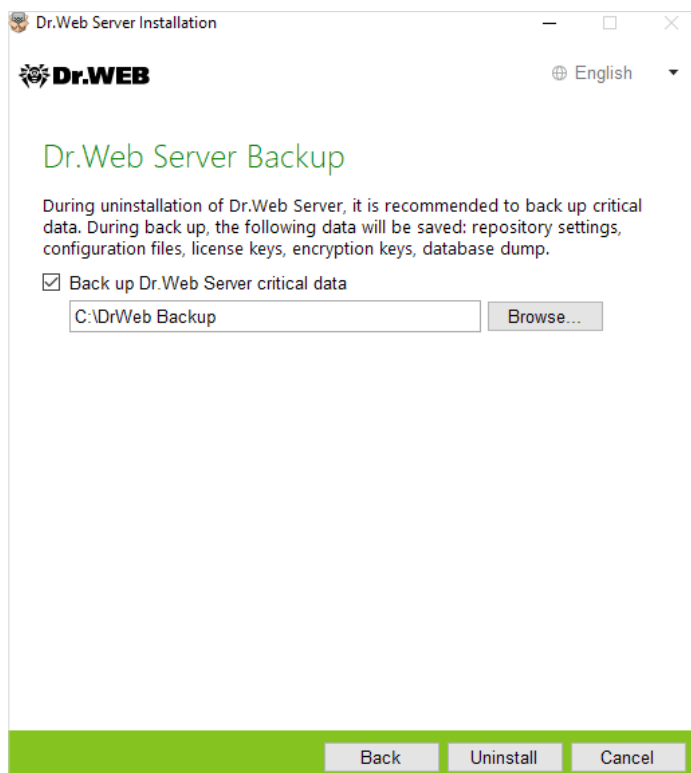 Dr.Web Server Installation
Dr.WEB
English
Dr.Web Server Backup
During uninstallation of Dr.Web Server, it is recommended to back up critical
data. During back up, the following data will be saved: repository settings,
configuration files, license keys, encryption keys, database dump.
Back up Dr.Web Server critical data
C:\DrWeb Backup
Browse...
Back
Uninstall
Cancel